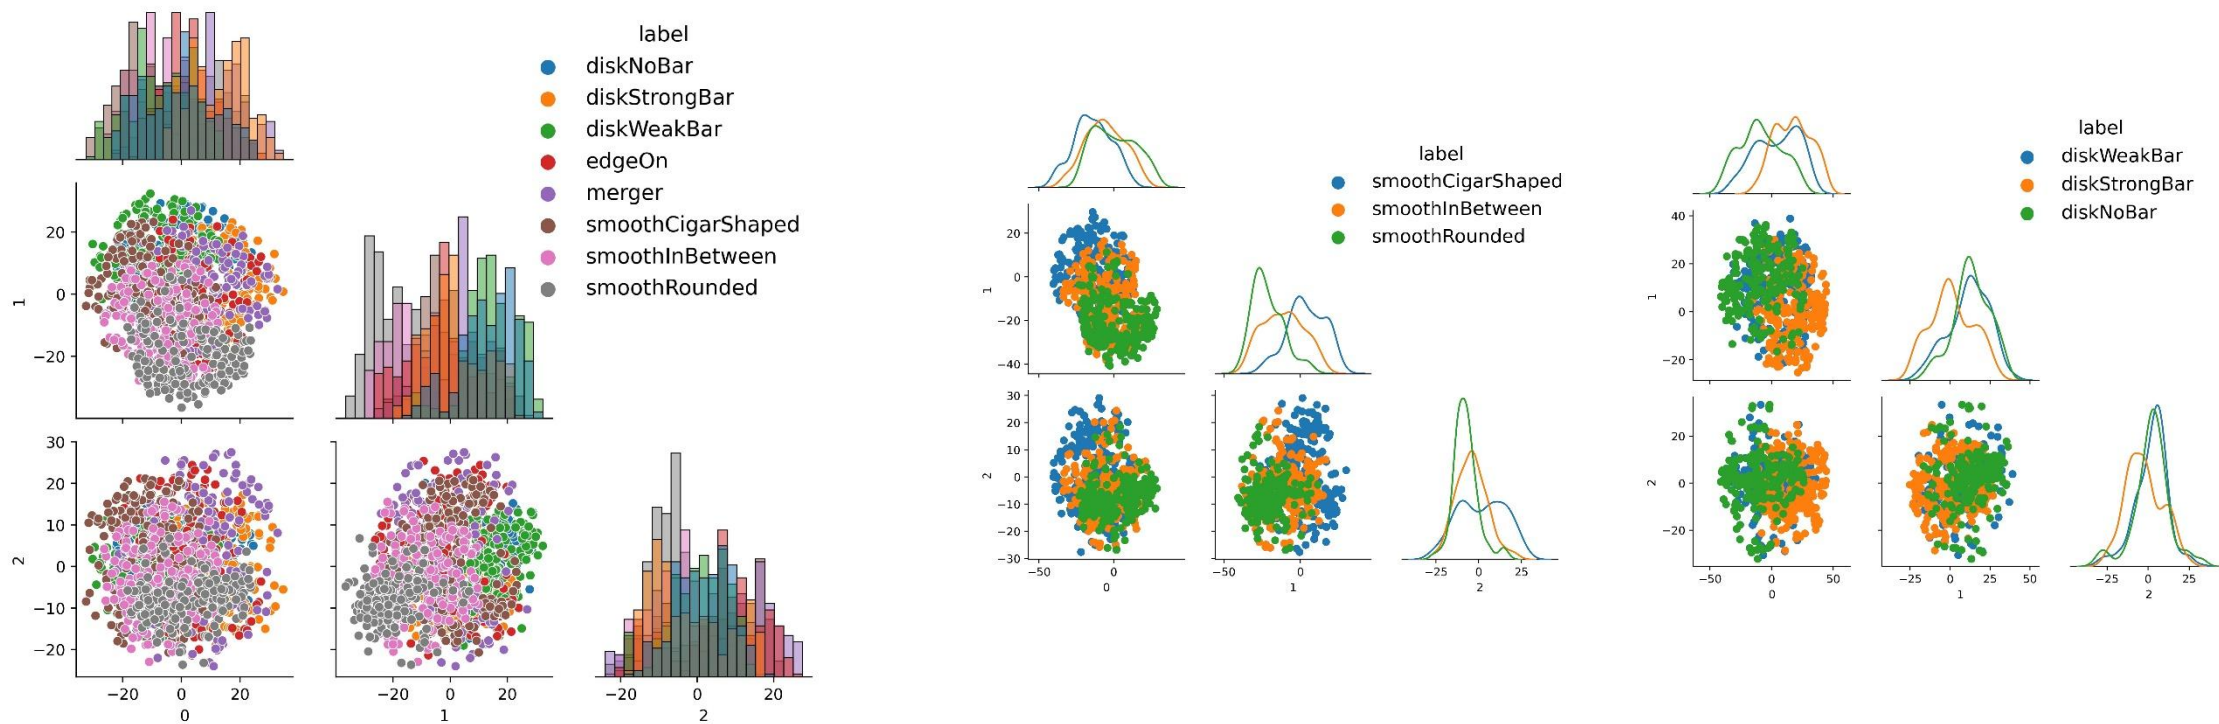 label
diskNoBar
diskStrongBar
diskWeakBar
edgeOn
merger
smoothCigarShaped
smoothInBetween
smoothRounded
20
0
−20
1
30
20
10
0
−10
−20
2
−20 0 20
0
−20 0 20
1
−20 0 20
2
label
smoothCigarShaped
smoothInBetween
smoothRounded
20
0
−20
−40
1
30
20
10
0
−10
−20
−30
2
−50 0
0
−50 0
1
−25 0 25
2
label
diskWeakBar
diskStrongBar
diskNoBar
40
20
0
−20
1
20
0
−20
2
−50 0 50
0
−25 0 25 50
1
−25 0 25
2